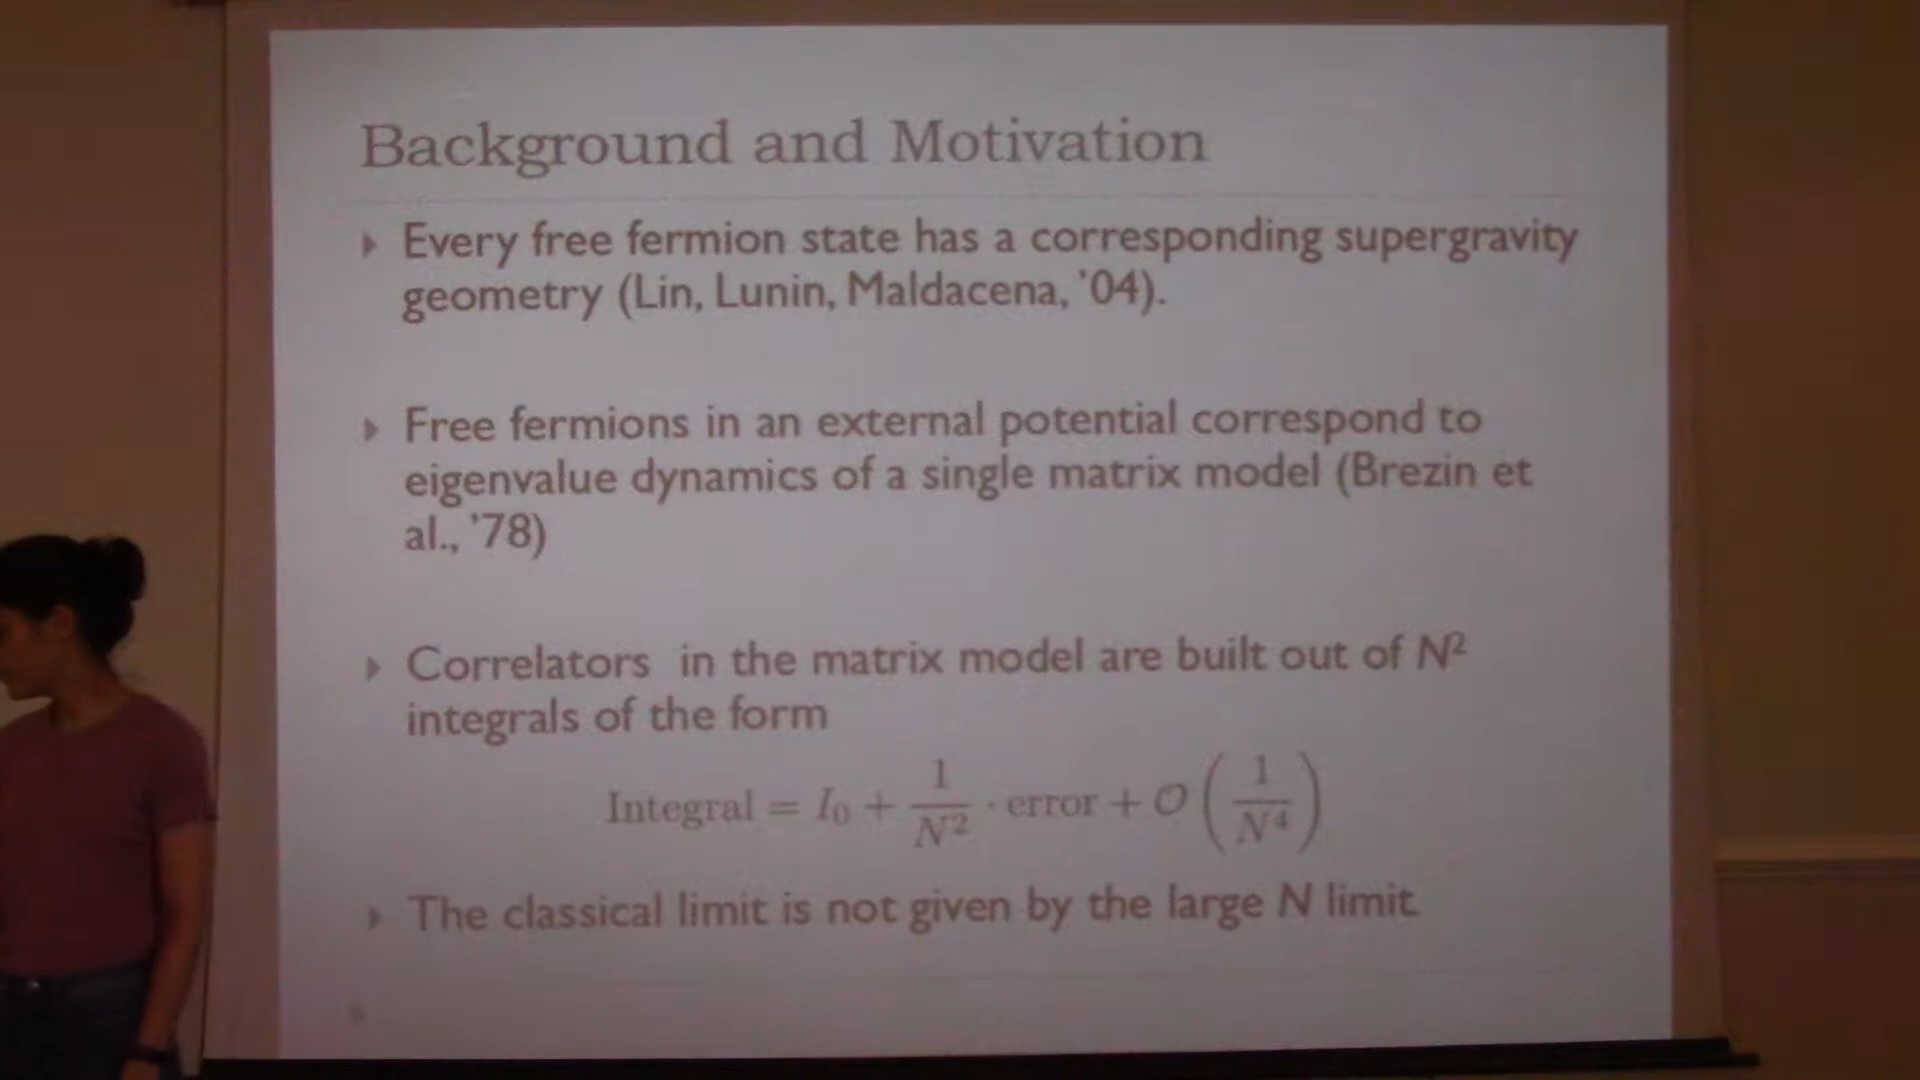 Background and Motivation
Every free fermion state has a corresponding supergravity
geometry (Lin, Lunin, Maldacena, '04).
Free fermions in an external potential correspond to
eigenvalue dynamics of a single matrix model (Brezin et
al., '78)
Correlators in the matrix model are built out of N²
integrals of the form
Integral = I₀ + 1/N² · error + O(1/N⁴)
The classical limit is not given by the large N limit